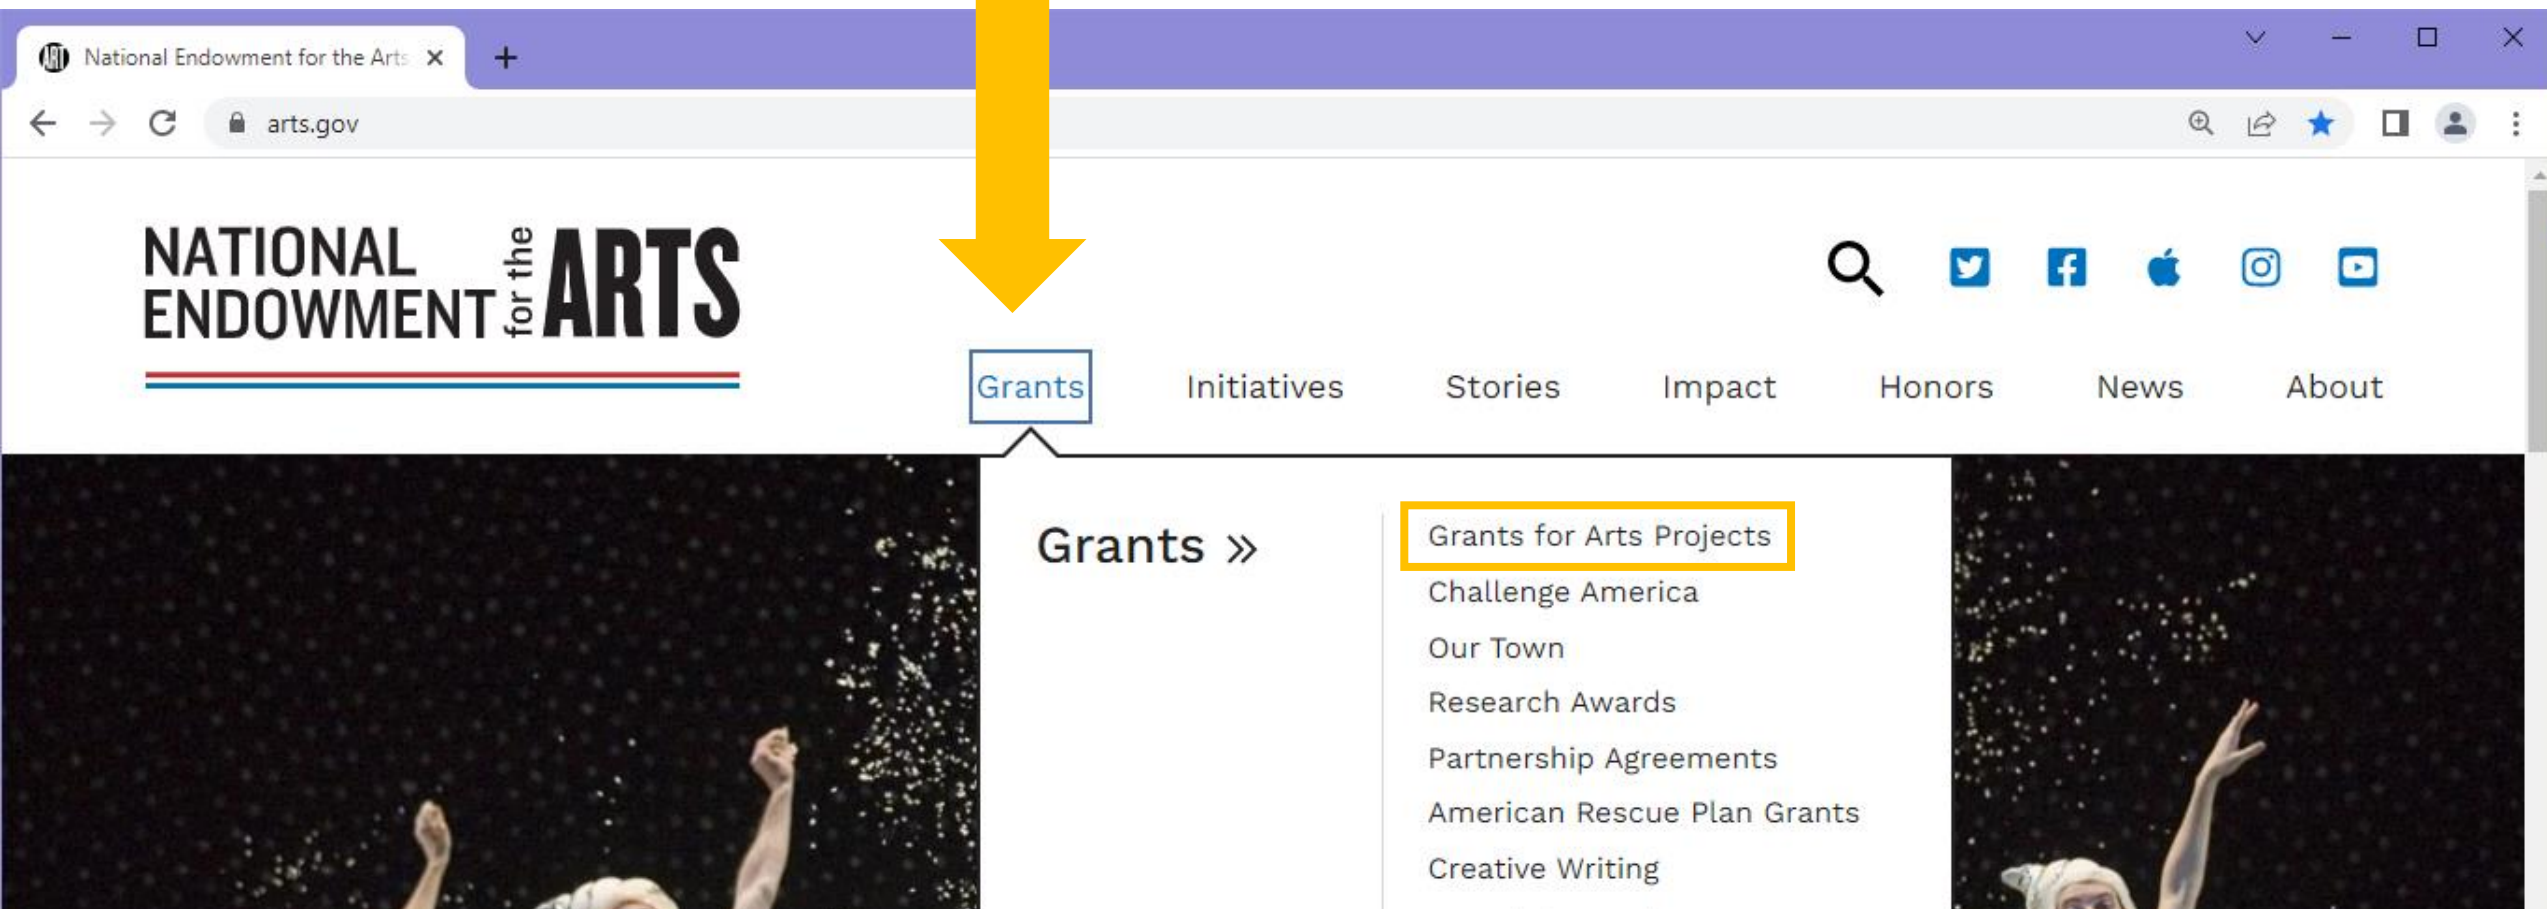 National Endowment for the Arts
arts.gov
NATIONAL
ENDOWMENT for the ARTS
Grants Initiatives Stories Impact Honors News About
Grants »
Grants for Arts Projects
Challenge America
Our Town
Research Awards
Partnership Agreements
American Rescue Plan Grants
Creative Writing